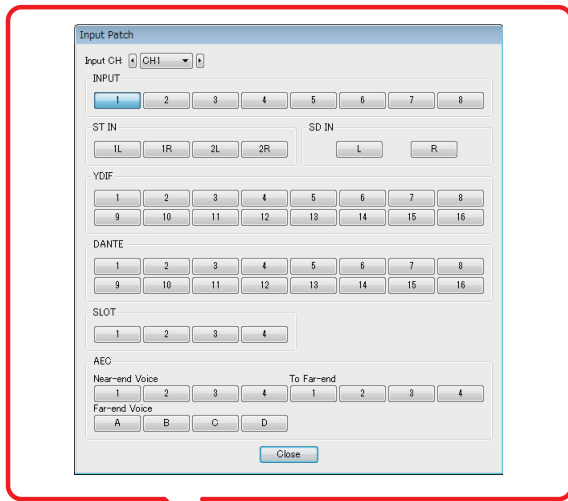 Input Patch
Input CH: CH1
INPUT
1 2 3 4 5 6 7 8
ST IN SD IN
1L 1R 2L 2R L R
YDIF
1 2 3 4 5 6 7 8
9 10 11 12 13 14 15 16
DANTE
1 2 3 4 5 6 7 8
9 10 11 12 13 14 15 16
SLOT
1 2 3 4
AEC
Near-end Voice To Far-end
1 2 3 4 1 2 3 4
Far-end Voice
A B C D
Close